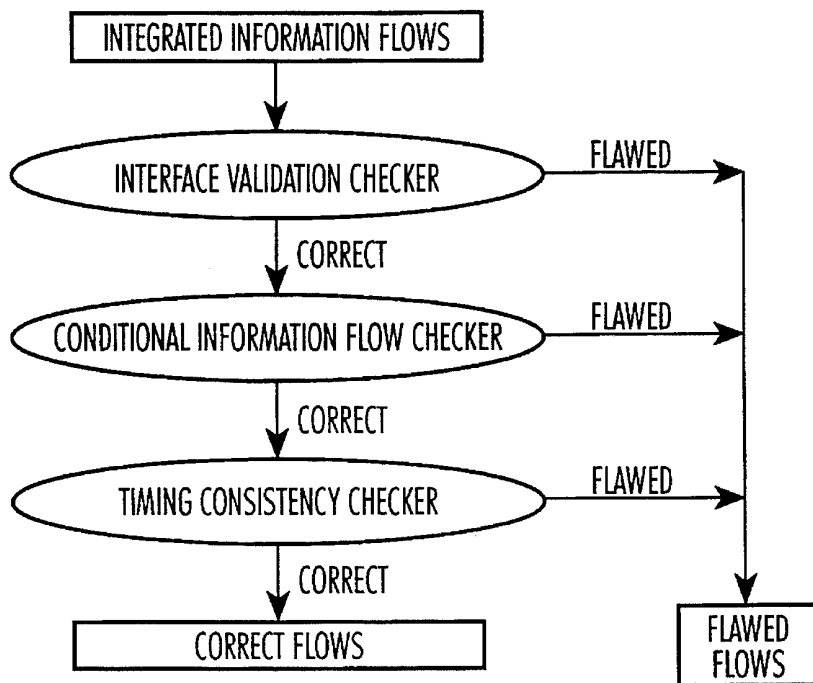 INTEGRATED INFORMATION FLOWS
INTERFACE VALIDATION CHECKER
FLAWED
CORRECT
CONDITIONAL INFORMATION FLOW CHECKER
FLAWED
CORRECT
TIMING CONSISTENCY CHECKER
FLAWED
CORRECT
CORRECT FLOWS
FLAWED
FLOWS